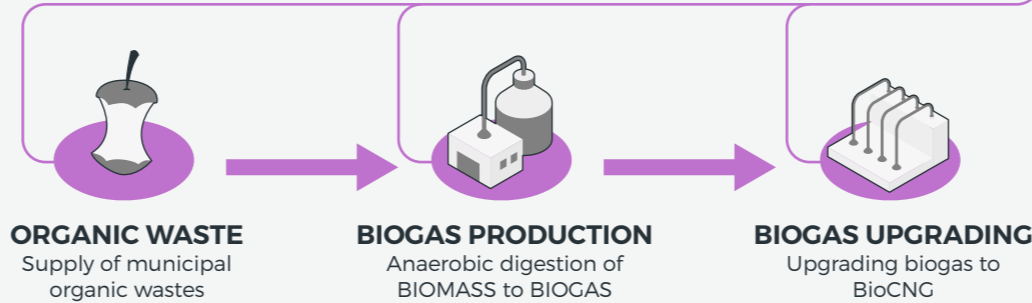 ORGANIC WASTE
Supply of municipal
organic wastes
BIOGAS PRODUCTION
Anaerobic digestion of
BIOMASS to BIOGAS
BIOGAS UPGRADING
Upgrading biogas to
BioCNG